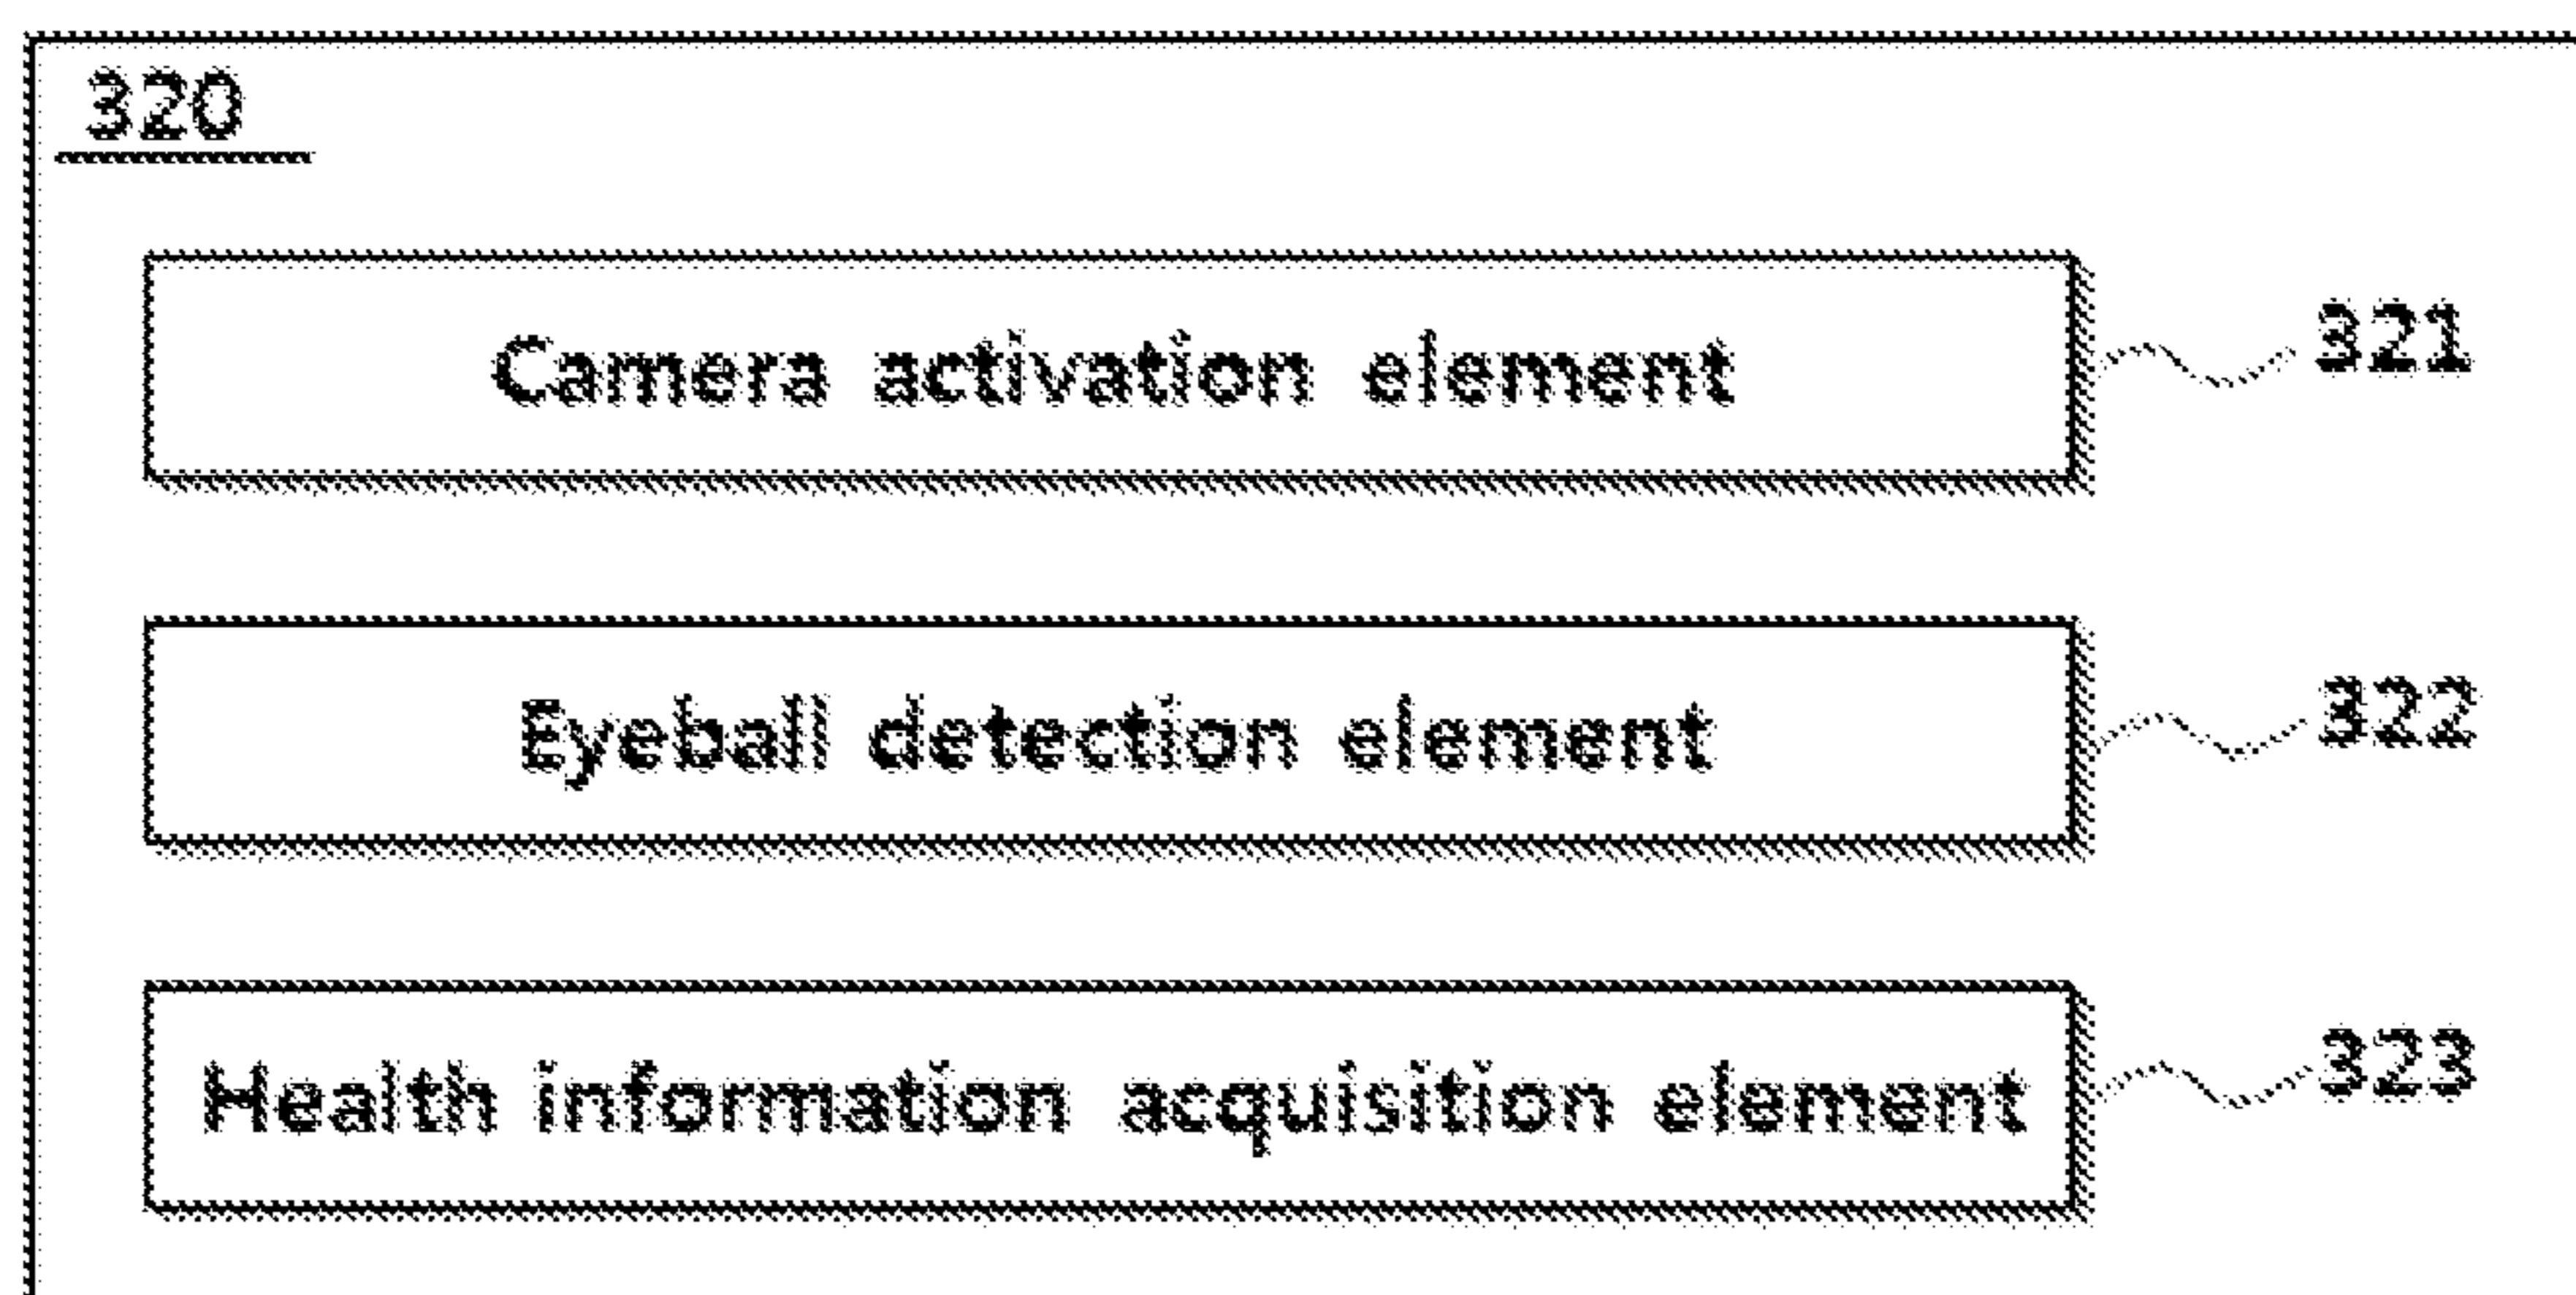 320
Camera activation element 321
Eyeball detection element 322
Health information acquisition element 323